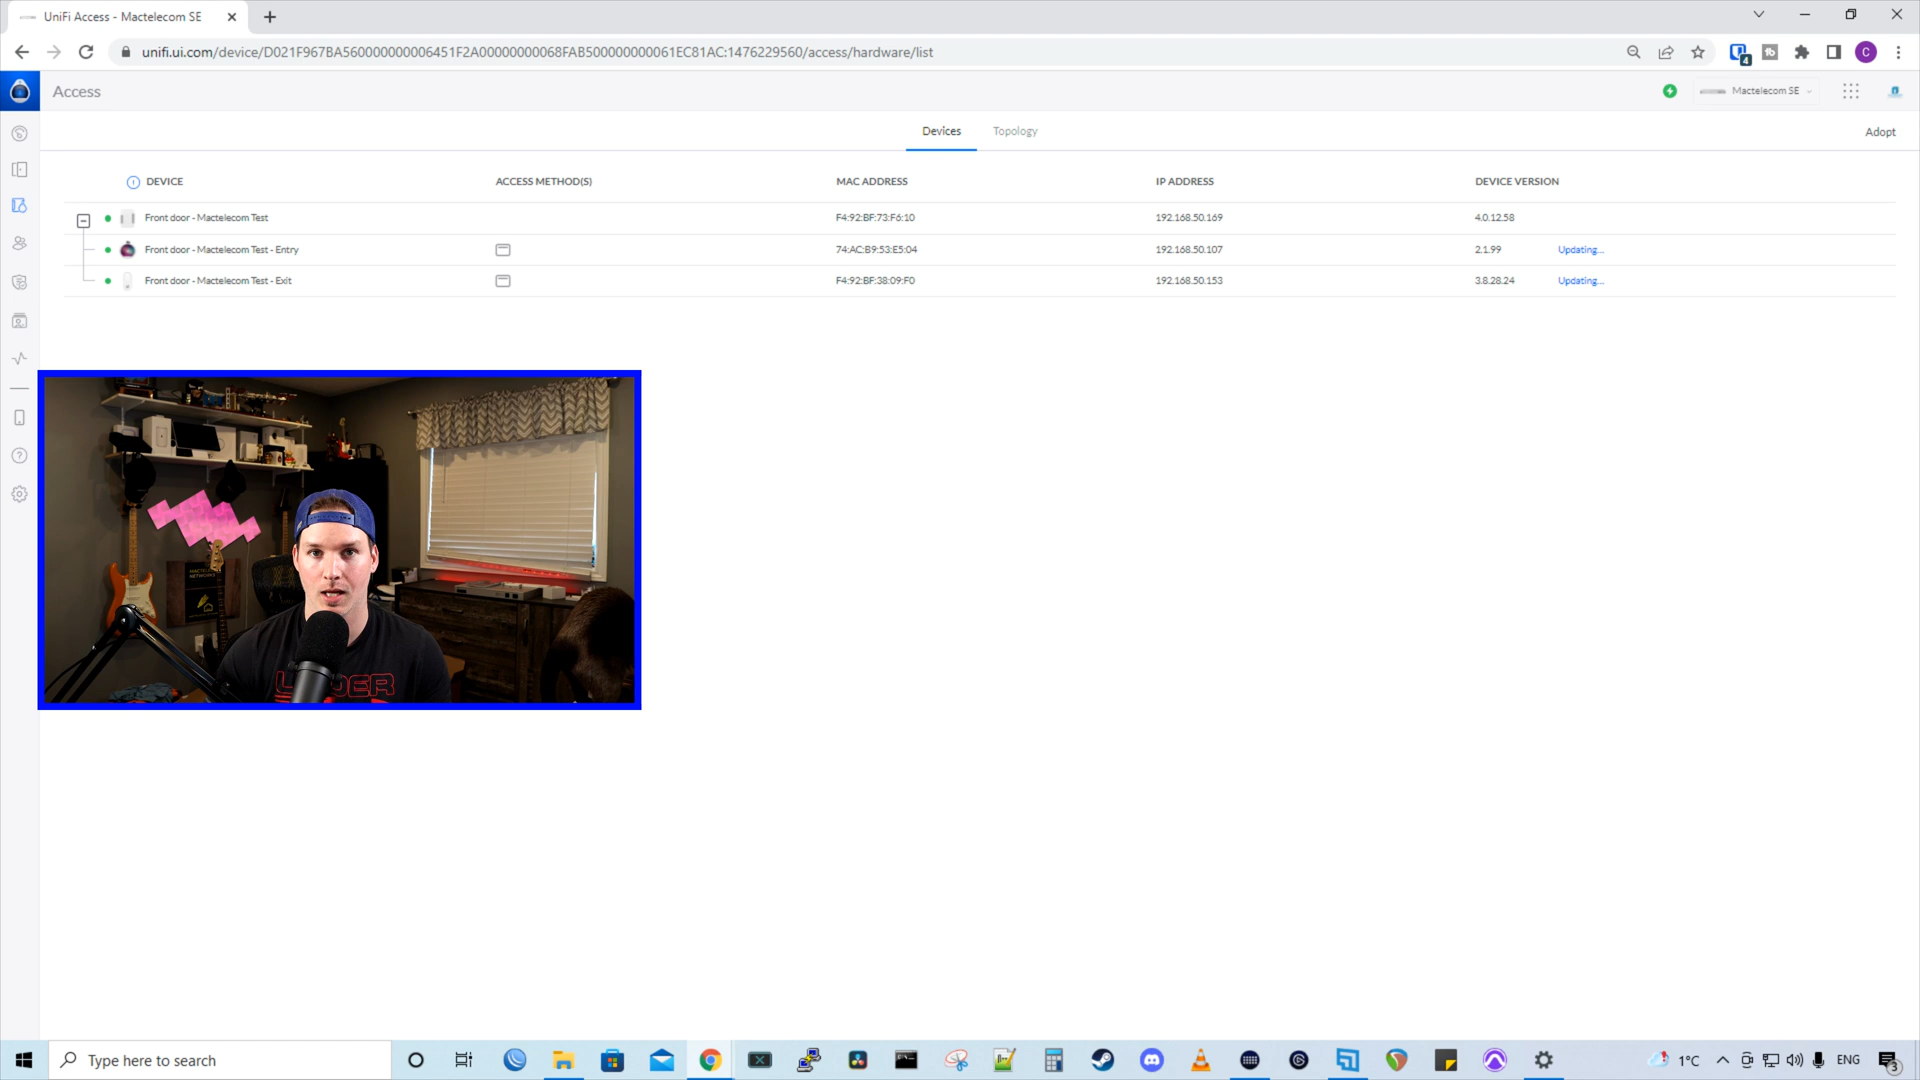 UniFi Access - Mactelecom SE
unifi.ui.com/device/D021F967BA560000000006451F2A00000000068FAB500000000061EC81AC:1476229560/access/hardware/list
4
C
Access
Mactelecom SE
Devices
Topology
Adopt
DEVICE
ACCESS METHOD(S)
MAC ADDRESS
IP ADDRESS
DEVICE VERSION
Front door - Mactelecom Test
F4:92:BF:73:F6:10
192.168.50.169
4.0.12.58
Front door - Mactelecom Test - Entry
74:AC:B9:53:E5:04
192.168.50.107
2.1.99
Updating...
Front door - Mactelecom Test - Exit
F4:92:BF:38:09:F0
192.168.50.153
3.8.28.24
Updating...
Type here to search
1°C
ENG
3